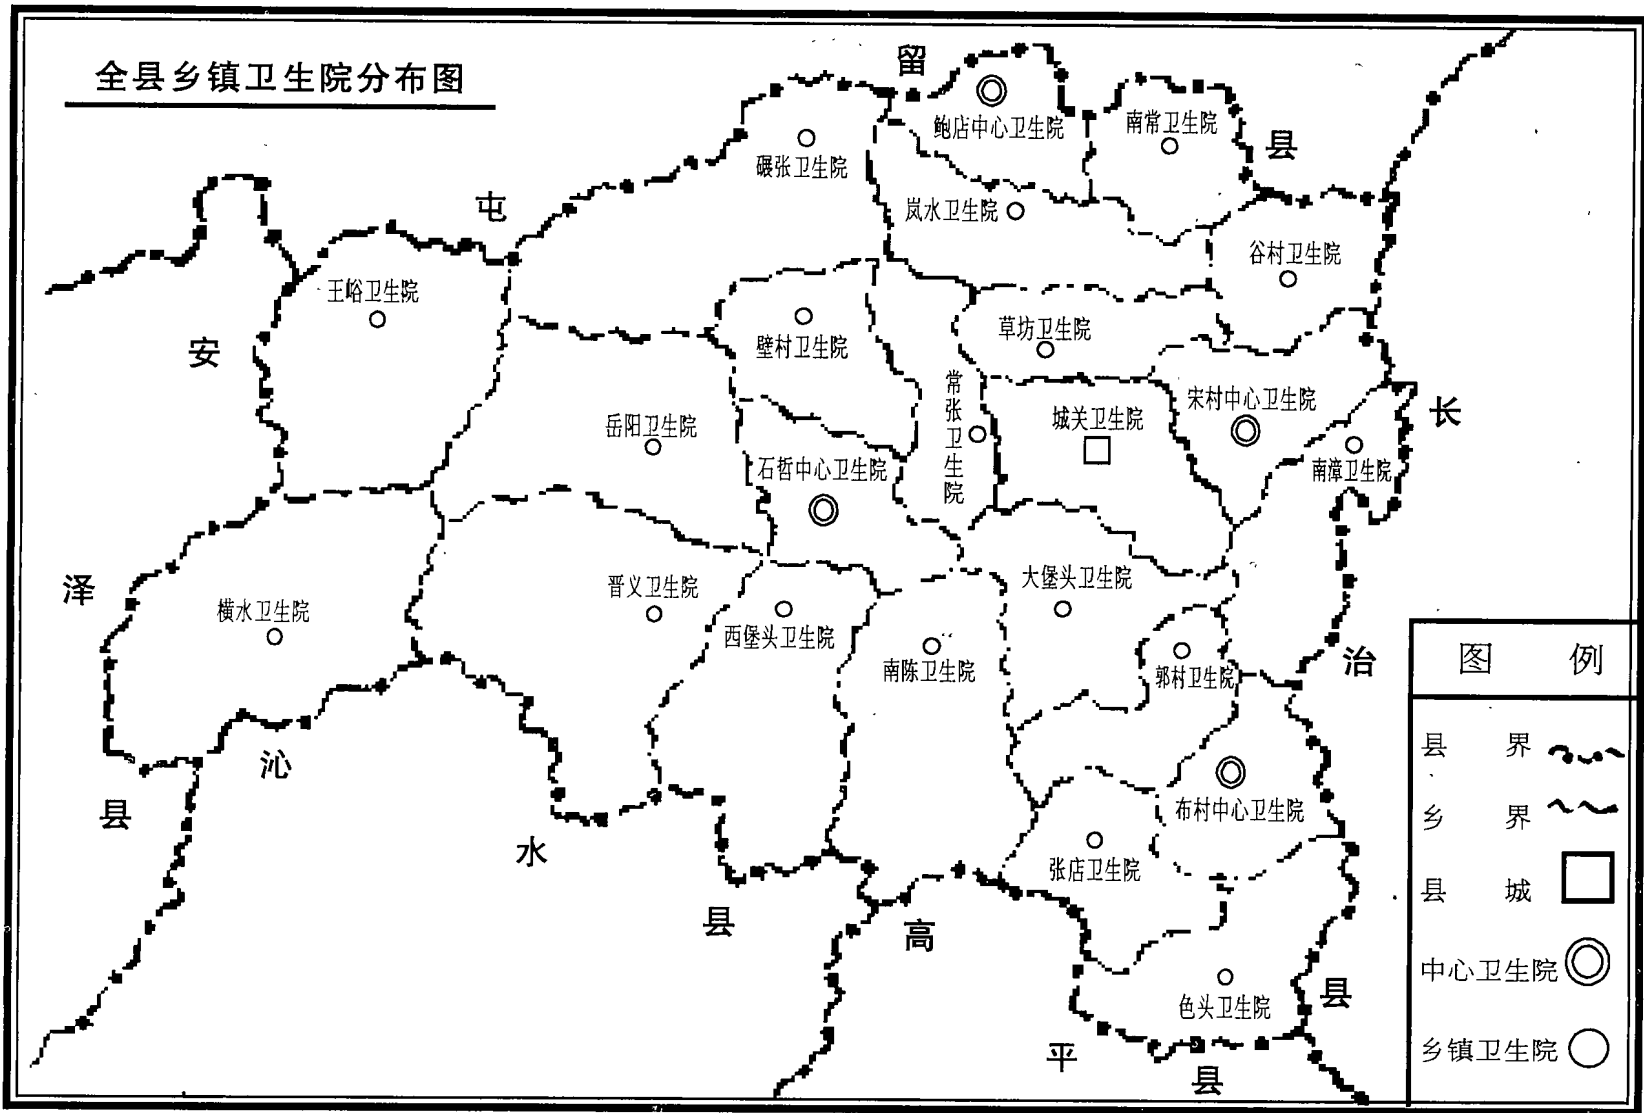 全县乡镇卫生院分布图
留
县
屯
安
泽
县
沁
水
县
高
平
县
长
治
县
鲍店中心卫生院
南常卫生院
碾张卫生院
岚水卫生院
谷村卫生院
王峪卫生院
草坊卫生院
壁村卫生院
常张卫生院
宋村中心卫生院
城关卫生院
岳阳卫生院
石哲中心卫生院
南漳卫生院
大堡头卫生院
晋义卫生院
横水卫生院
西堡头卫生院
南陈卫生院
郭村卫生院
布村中心卫生院
张店卫生院
色头卫生院
图 例
县 界
乡 界
县 城
中心卫生院
乡镇卫生院